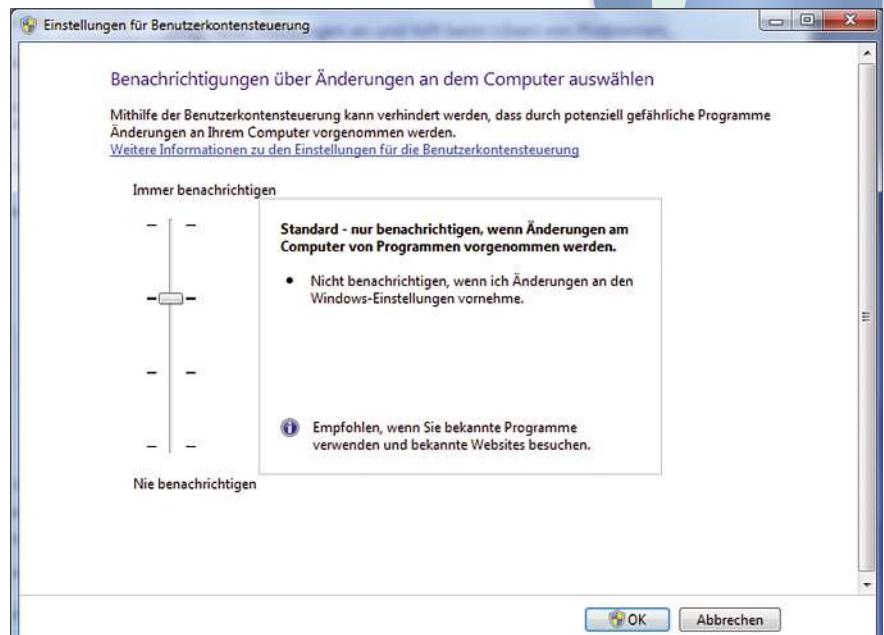 Einstellungen für Benutzerkontensteuerung
Benachrichtigungen über Änderungen an dem Computer auswählen
Mithilfe der Benutzerkontensteuerung kann verhindert werden, dass durch potenziell gefährliche Programme
Änderungen an Ihrem Computer vorgenommen werden.
Weitere Informationen zu den Einstellungen für die Benutzerkontensteuerung
Immer benachrichtigen
Standard - nur benachrichtigen, wenn Änderungen am
Computer von Programmen vorgenommen werden.
• Nicht benachrichtigen, wenn ich Änderungen an den
Windows-Einstellungen vornehme.
Empfohlen, wenn Sie bekannte Programme
verwenden und bekannte Websites besuchen.
Nie benachrichtigen
OK
Abbrechen